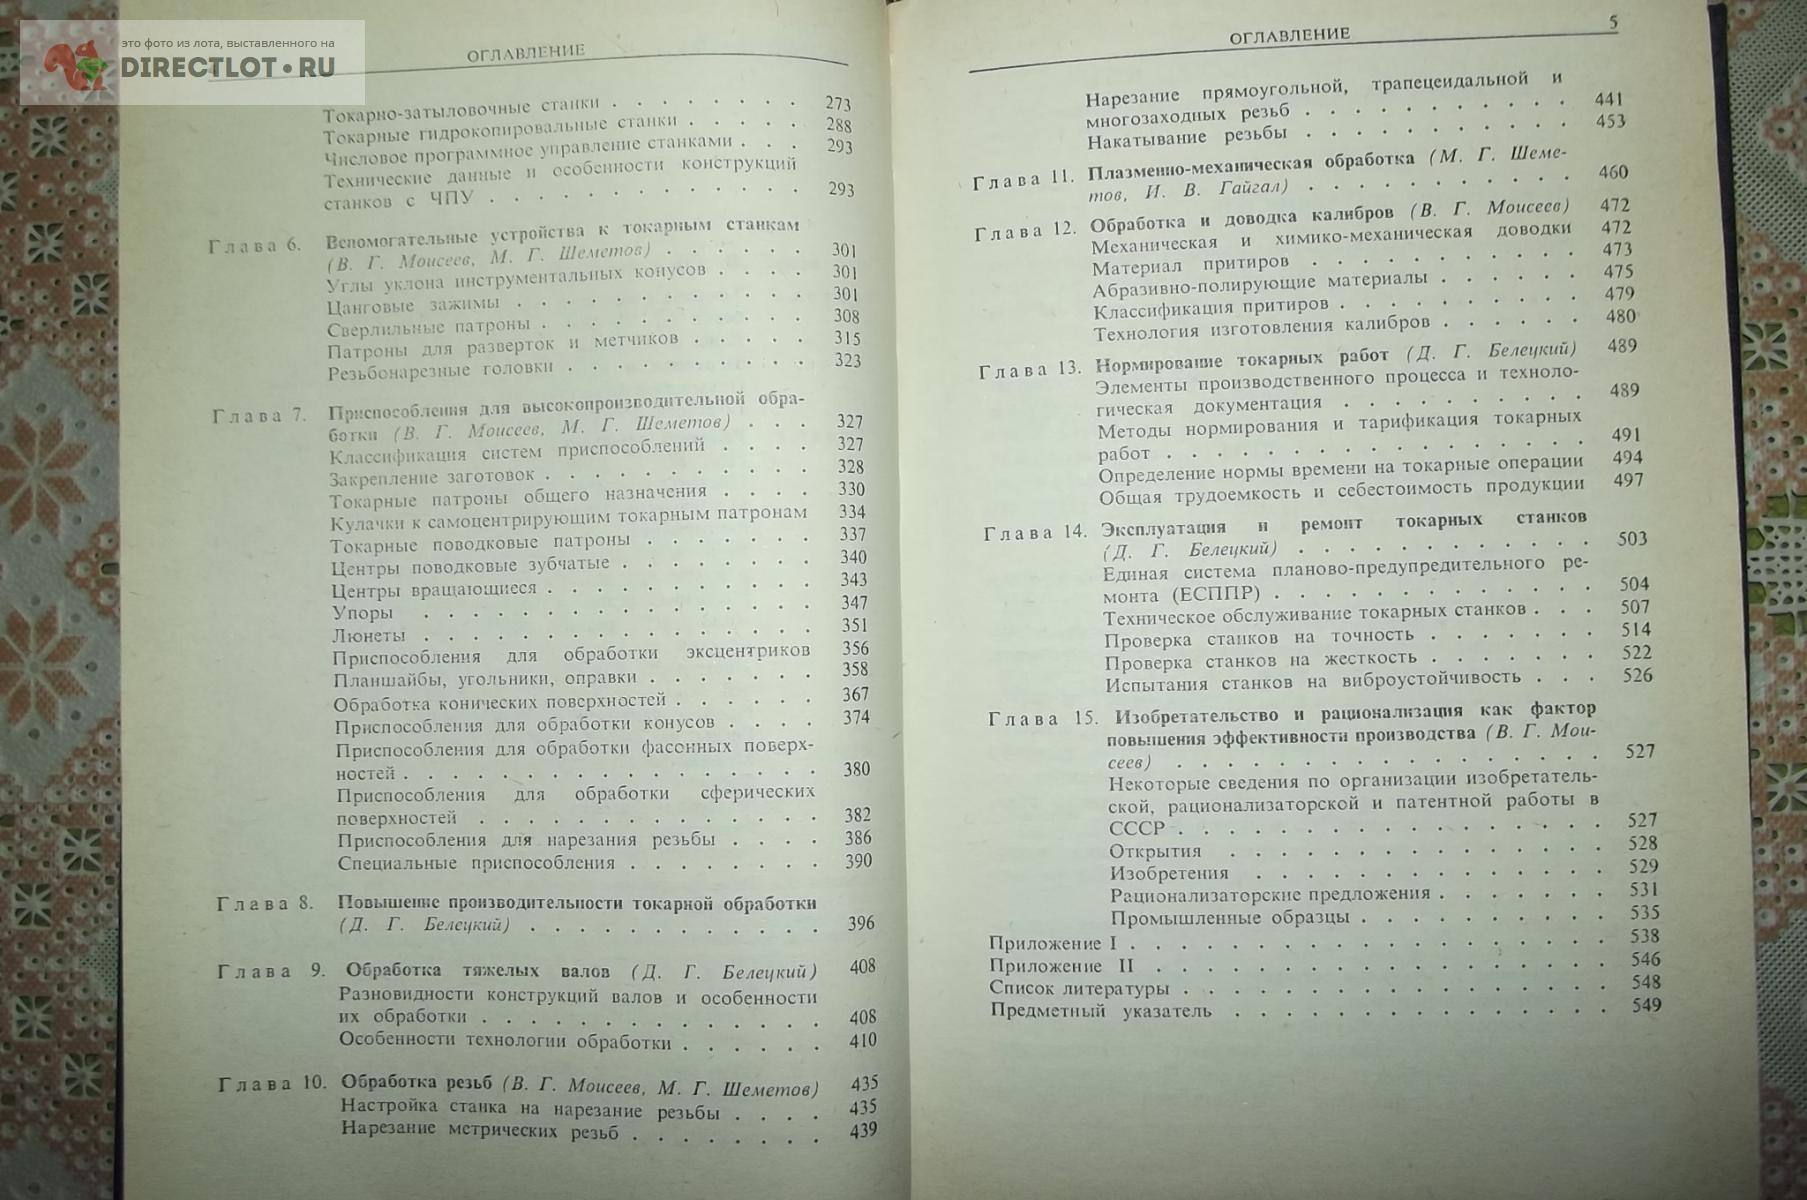 это фото из лота, выставленного на
DIRECTLOT•RU
ОГЛАВЛЕНИЕ
Токарно-затыловочные станки . . . . . . . . 273
Токарные гидрокопировальные станки . . . . . 288
Числовое программное управление станками . . . 293
Технические данные и особенности конструкций
станков с ЧПУ . . . . . . . . . . . . . 293
Глава 6. Вспомогательные устройства к токарным станкам
(В. Г. Моисеев, М. Г. Шеметов) . . . . . . 301
Углы уклона инструментальных конусов . . . . 301
Цанговые зажимы . . . . . . . . . . . . 301
Сверлильные патроны . . . . . . . . . . . 308
Патроны для разверток и метчиков . . . . . 315
Резьбонарезные головки . . . . . . . . . 323
Глава 7. Приспособления для высокопроизводительной обра-
ботки (В. Г. Моисеев, М. Г. Шеметов) . . . 327
Классификация систем приспособлений . . . . 327
Закрепление заготовок . . . . . . . . . . 328
Токарные патроны общего назначения . . . . 330
Кулачки к самоцентрирующим токарным патронам 334
Токарные поводковые патроны . . . . . . . 337
Центры поводковые зубчатые . . . . . . . 340
Центры вращающиеся . . . . . . . . . . 343
Упоры . . . . . . . . . . . . . . . 347
Люнеты . . . . . . . . . . . . . . . 351
Приспособления для обработки эксцентриков 356
Планшайбы, угольники, оправки . . . . . . 358
Обработка конических поверхностей . . . . . 367
Приспособления для обработки конусов . . . . 374
Приспособления для обработки фасонных поверх-
ностей . . . . . . . . . . . . . . . 380
Приспособления для обработки сферических
поверхностей . . . . . . . . . . . . . 382
Приспособления для нарезания резьбы . . . . 386
Специальные приспособления . . . . . . . 390
Глава 8. Повышение производительности токарной обработки
(Д. Г. Белецкий) . . . . . . . . . . . . 396
Глава 9. Обработка тяжелых валов (Д. Г. Белецкий) 408
Разновидности конструкций валов и особенности
их обработки . . . . . . . . . . . . . 408
Особенности технологии обработки . . . . . . 410
Глава 10. Обработка резьб (В. Г. Моисеев, М. Г. Шеметов) 435
Настройка станка на нарезание резьбы . . . . 435
Нарезание метрических резьб . . . . . . . . 439
ОГЛАВЛЕНИЕ 5
Нарезание прямоугольной, трапецеидальной и
многозаходных резьб . . . . . . . . . . 441
Накатывание резьбы . . . . . . . . . . . 453
Глава 11. Плазменно-механическая обработка (М. Г. Шеме-
тов, И. В. Гайгал) . . . . . . . . . . . 460
Глава 12. Обработка и доводка калибров (В. Г. Моисеев) 472
Механическая и химико-механическая доводки 472
Материал притиров . . . . . . . . . . . 473
Абразивно-полирующие материалы . . . . . . 475
Классификация притиров . . . . . . . . . 479
Технология изготовления калибров . . . . . . 480
Глава 13. Нормирование токарных работ (Д. Г. Белецкий) 489
Элементы производственного процесса и техноло-
гическая документация . . . . . . . . . . 489
Методы нормирования и тарификация токарных
работ . . . . . . . . . . . . . . . . 491
Определение нормы времени на токарные операции 494
Общая трудоемкость и себестоимость продукции 497
Глава 14. Эксплуатация и ремонт токарных станков
(Д. Г. Белецкий) . . . . . . . . . . . . 503
Единая система планово-предупредительного ре-
монта (ЕСППР) . . . . . . . . . . . . . 504
Техническое обслуживание токарных станков . . . 507
Проверка станков на точность . . . . . . . 514
Проверка станков на жесткость . . . . . . . 522
Испытания станков на виброустойчивость . . . 526
Глава 15. Изобретательство и рационализация как фактор
повышения эффективности производства (В. Г. Мои-
сеев) . . . . . . . . . . . . . . . . 527
Некоторые сведения по организации изобретатель-
ской, рационализаторской и патентной работы в
СССР . . . . . . . . . . . . . . . . 527
Открытия . . . . . . . . . . . . . . 528
Изобретения . . . . . . . . . . . . . 529
Рационализаторские предложения . . . . . . . 531
Промышленные образцы . . . . . . . . . . 535
Приложение I . . . . . . . . . . . . . . . . . 538
Приложение II . . . . . . . . . . . . . . . . 546
Список литературы . . . . . . . . . . . . . . . 548
Предметный указатель . . . . . . . . . . . . . 549